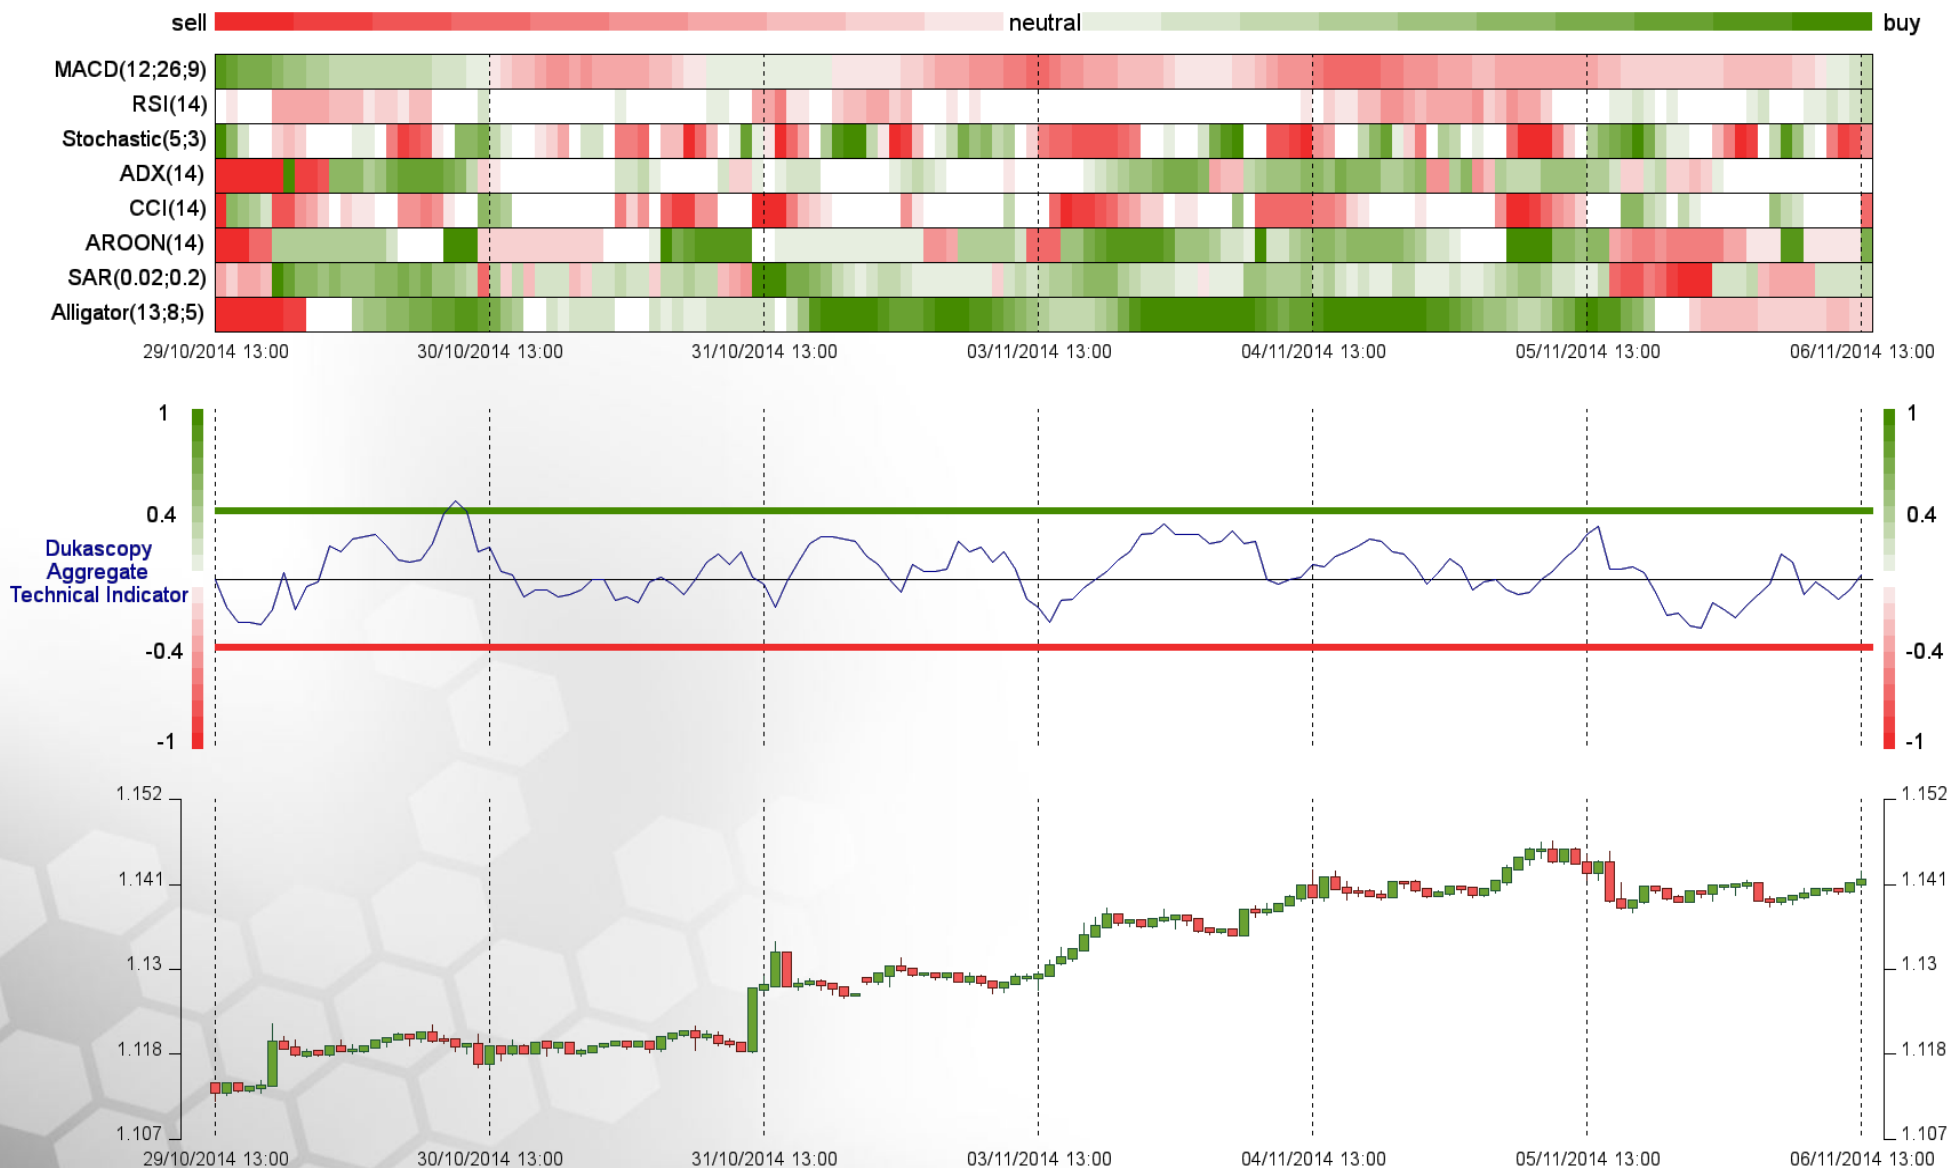 sell neutral buy
MACD(12;26;9)
RSI(14)
Stochastic(5;3)
ADX(14)
CCI(14)
AROON(14)
SAR(0.02;0.2)
Alligator(13;8;5)
29/10/2014 13:00 30/10/2014 13:00 31/10/2014 13:00 03/11/2014 13:00 04/11/2014 13:00 05/11/2014 13:00 06/11/2014 13:00
1 1
0.4 0.4
Dukascopy
Aggregate
Technical Indicator
-0.4 -0.4
-1 -1
1.152 1.152
1.141 1.141
1.13 1.13
1.118 1.118
1.107 1.107
29/10/2014 13:00 30/10/2014 13:00 31/10/2014 13:00 03/11/2014 13:00 04/11/2014 13:00 05/11/2014 13:00 06/11/2014 13:00